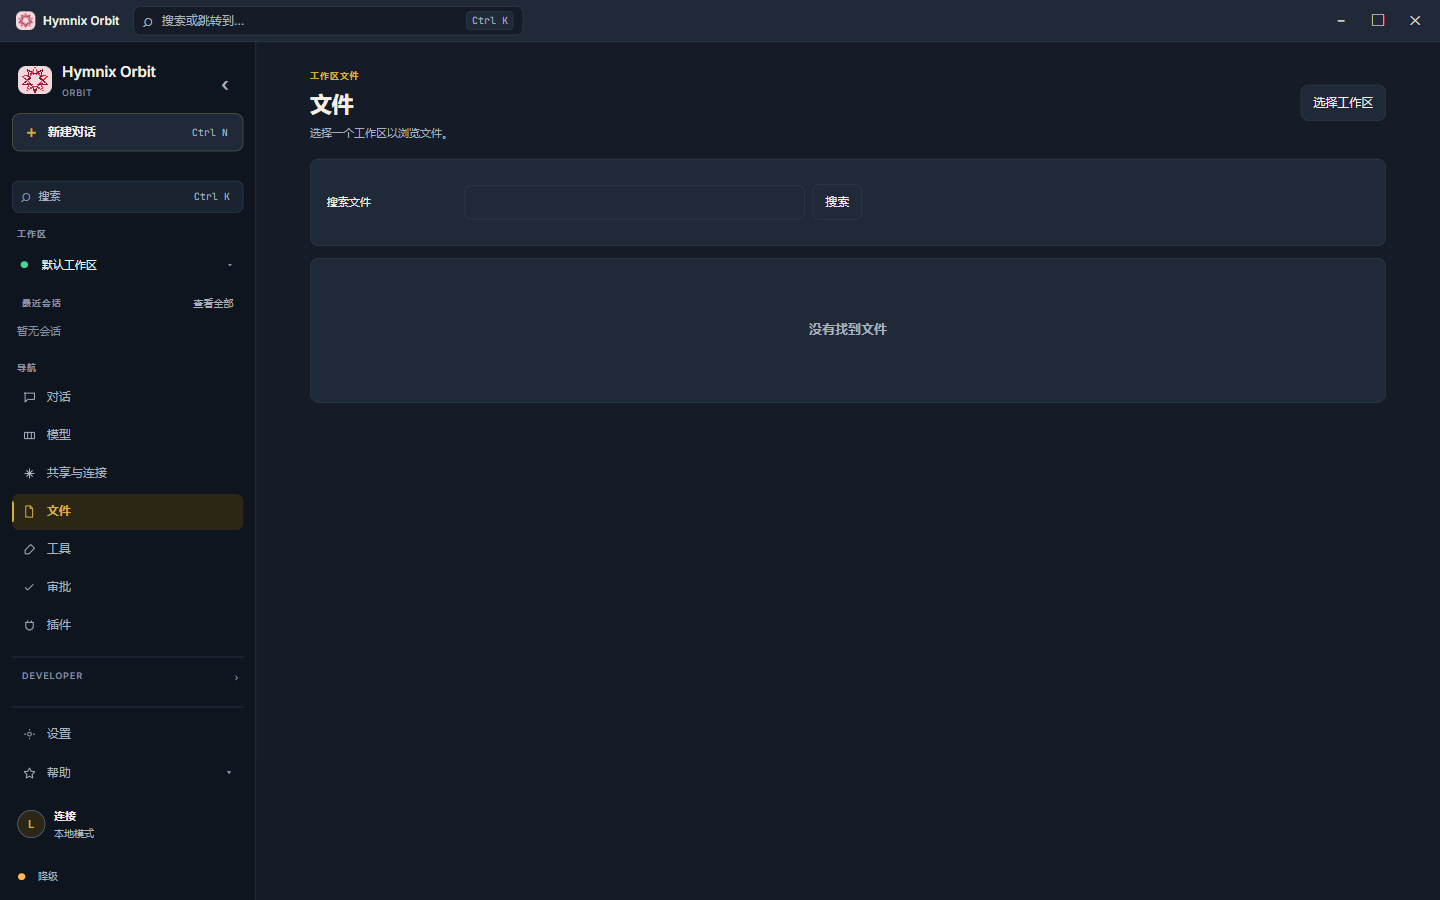 Hymnix Orbit
搜索或跳转到...
Ctrl K
Hymnix Orbit
ORBIT
新建对话
Ctrl N
搜索
Ctrl K
工作区
默认工作区
最近会话
查看全部
暂无会话
导航
对话
模型
共享与连接
文件
工具
审批
插件
DEVELOPER
设置
帮助
L
连接
本地模式
降级
工作区文件
文件
选择一个工作区以浏览文件。
选择工作区
搜索文件
搜索
没有找到文件